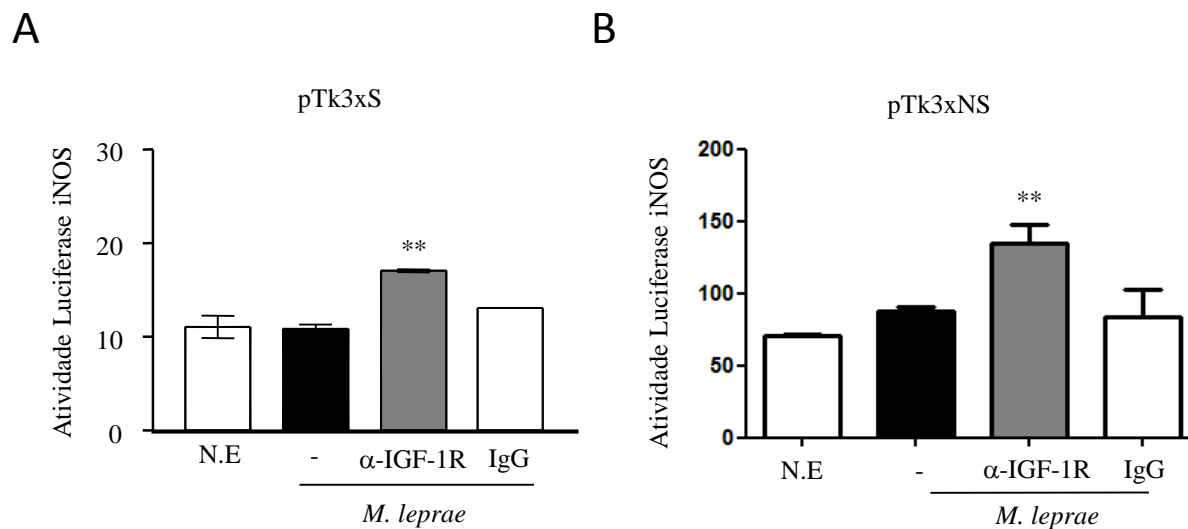 A
pTk3xS
Atividade Luciferase iNOS
30
20
10
0
**
N.E - α-IGF-1R IgG
M. leprae
B
pTk3xNS
Atividade Luciferase iNOS
200
150
100
50
0
**
N.E - α-IGF-1R IgG
M. leprae